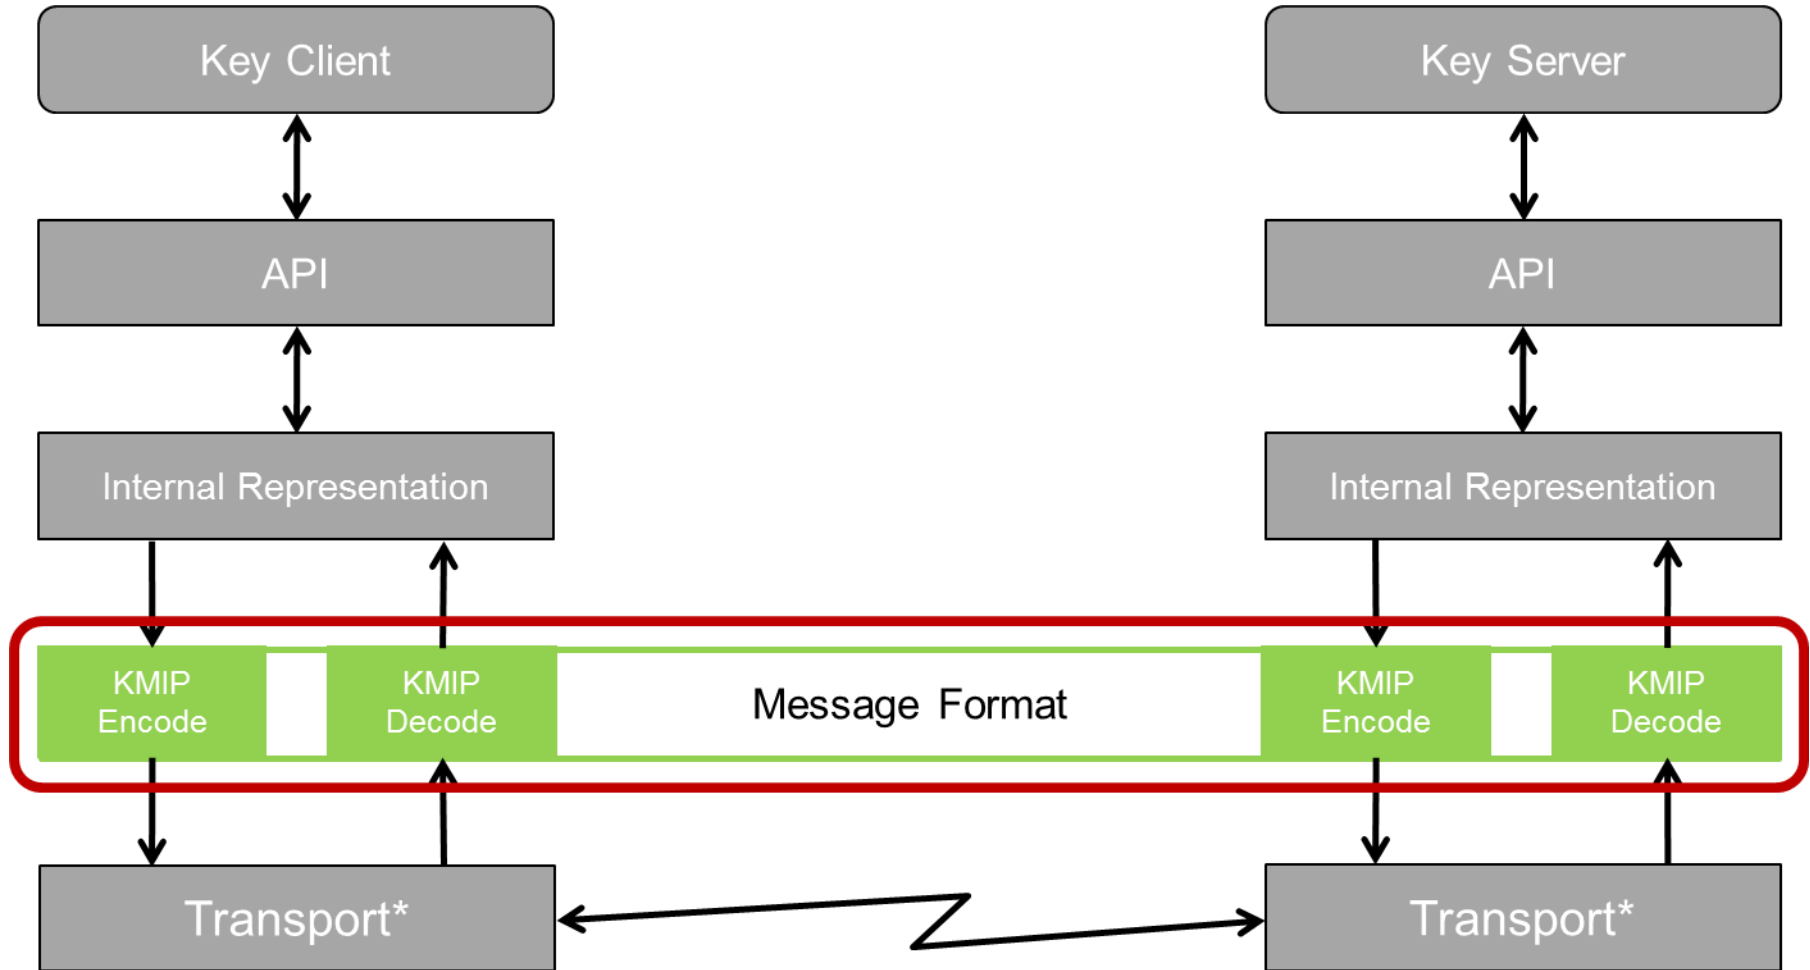 Key Client
Key Server
API
API
Internal Representation
Internal Representation
KMIP
Encode
KMIP
Decode
Message Format
KMIP
Encode
KMIP
Decode
Transport*
Transport*